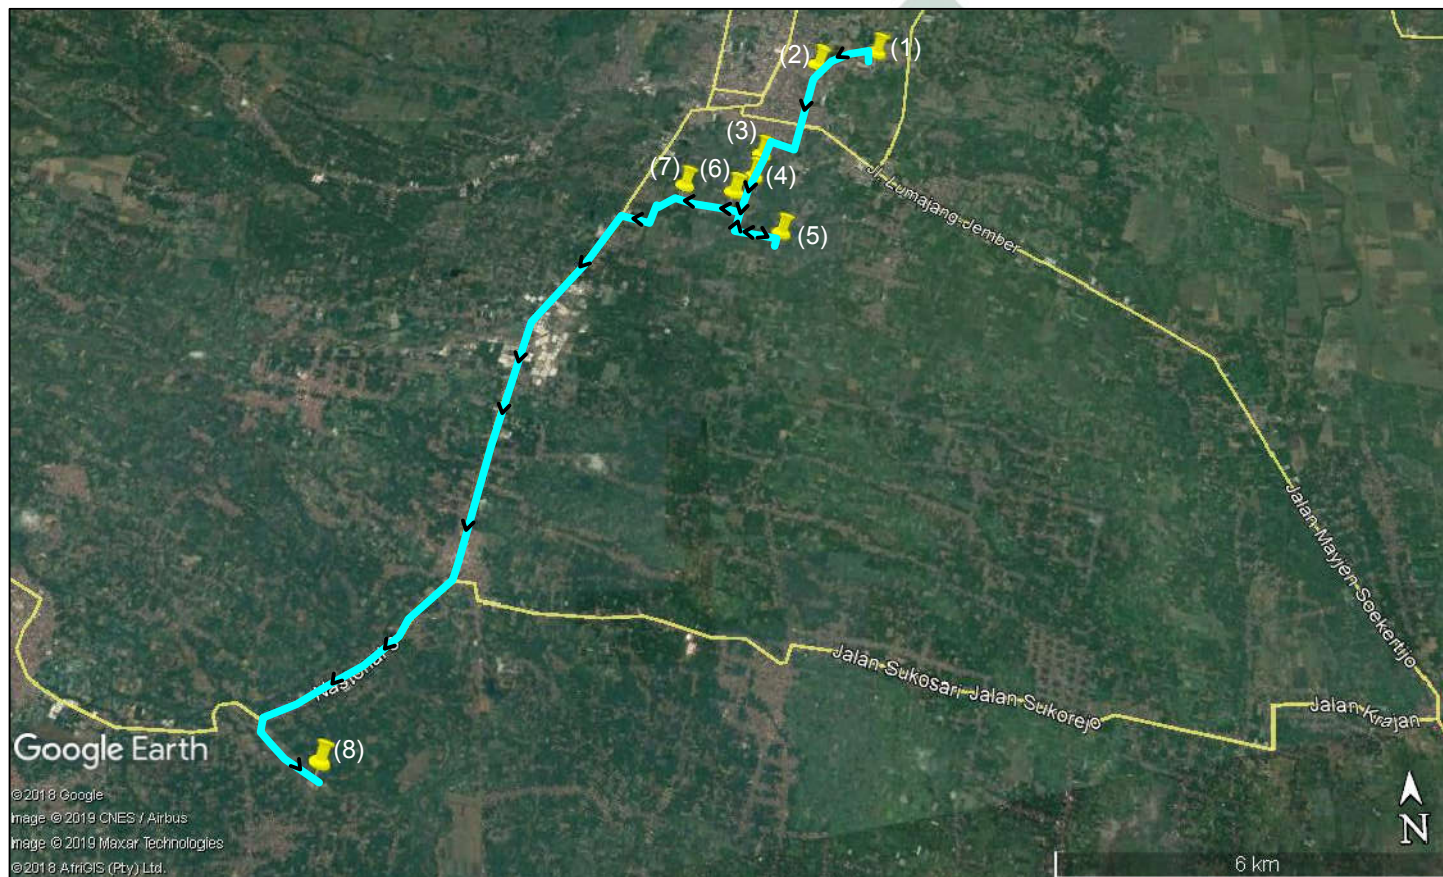 (1)
(2)
(3)
(4)
(7)
(6)
(5)
Jl. Lumajang-Jember
Jalan Mayjen Soekertijo
Nasional 3
Jalan Sukosari, Jalan Sukorejo
Jalan Krajan
Google Earth
(8)
© 2018 Google
Image © 2019 CNES / Airbus
Image © 2019 Maxar Technologies
© 2018 AfriGIS (Pty) Ltd.
N
6 km